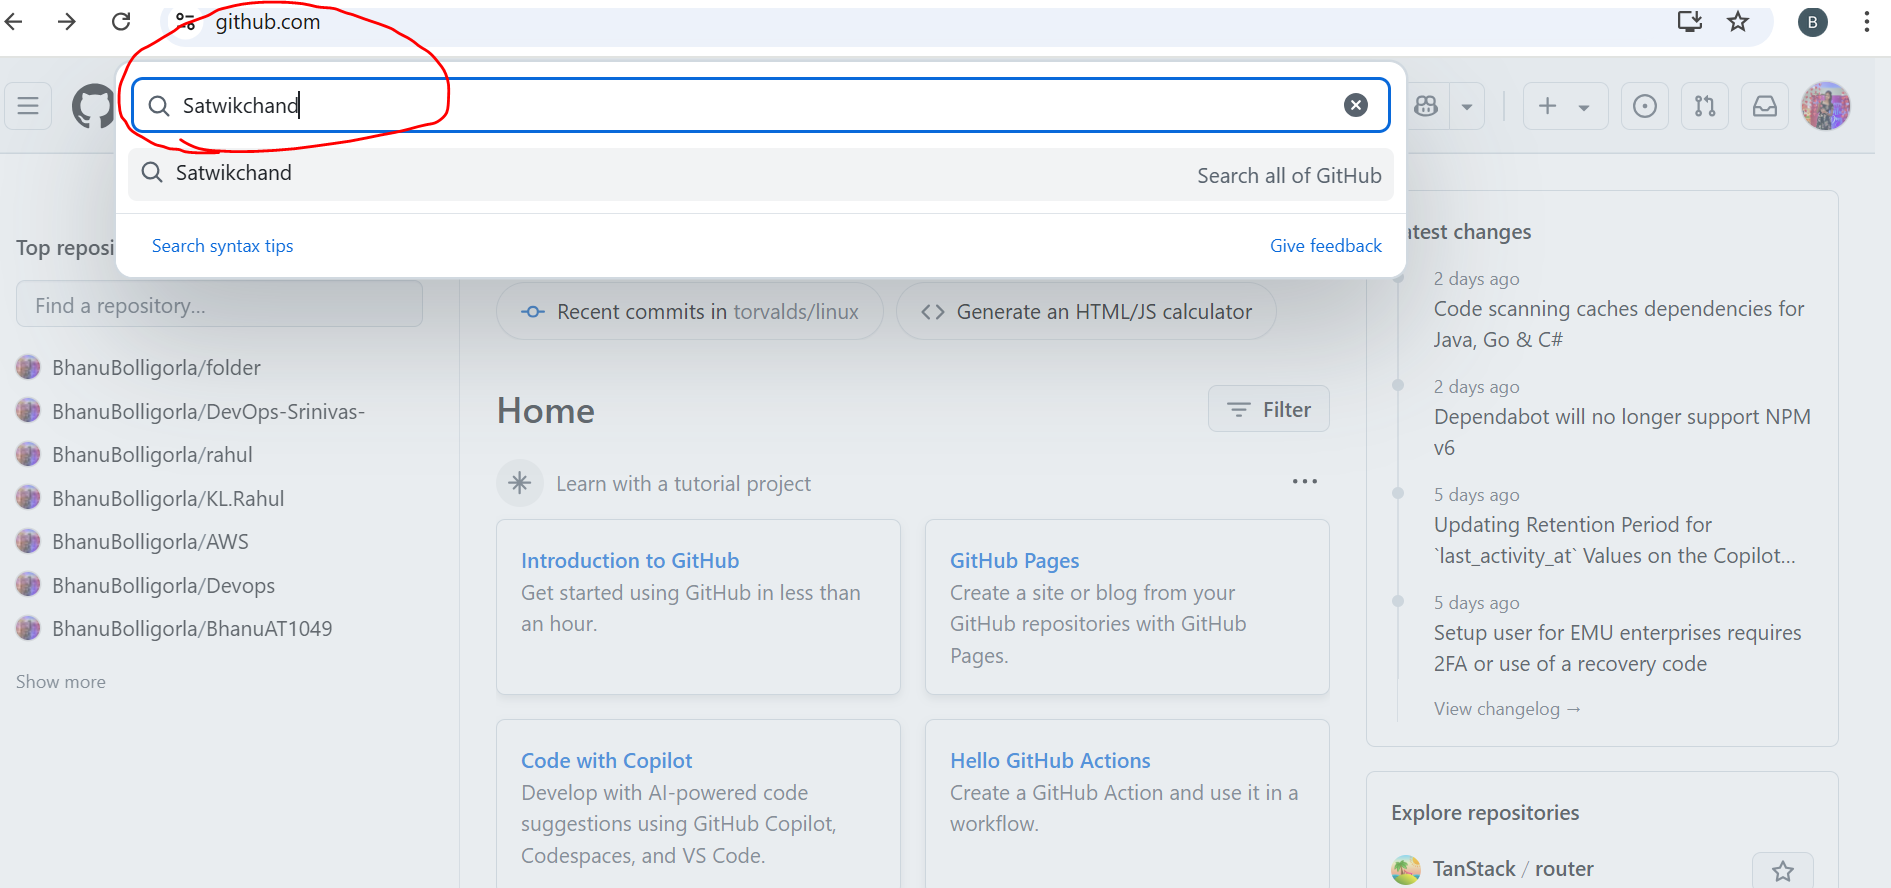 github.com
B
Satwikchand
Satwikchand
Search all of GitHub
Search syntax tips
Give feedback
Top reposi
Find a repository...
BhanuBolligorla/folder
BhanuBolligorla/DevOps-Srinivas-
BhanuBolligorla/rahul
BhanuBolligorla/KL.Rahul
BhanuBolligorla/AWS
BhanuBolligorla/Devops
BhanuBolligorla/BhanuAT1049
Show more
Recent commits in torvalds/linux
Generate an HTML/JS calculator
Home
Filter
Learn with a tutorial project
Introduction to GitHub
Get started using GitHub in less than
an hour.
GitHub Pages
Create a site or blog from your
GitHub repositories with GitHub
Pages.
Code with Copilot
Develop with AI-powered code
suggestions using GitHub Copilot,
Codespaces, and VS Code.
Hello GitHub Actions
Create a GitHub Action and use it in a
workflow.
atest changes
2 days ago
Code scanning caches dependencies for
Java, Go & C#
2 days ago
Dependabot will no longer support NPM
v6
5 days ago
Updating Retention Period for
`last_activity_at` Values on the Copilot...
5 days ago
Setup user for EMU enterprises requires
2FA or use of a recovery code
View changelog →
Explore repositories
TanStack / router